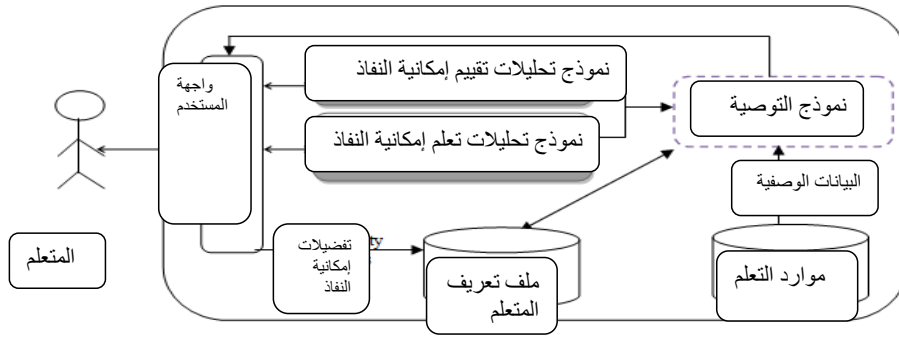 نموذج تحليلات تقييم إمكانية النفاذ
واجهة
المستخدم
نموذج التوصية
نموذج تحليلات تعلم إمكانية النفاذ
البيانات الوصفية
المتعلم
تفضيلات
إمكانية
النفاذ
ty
ملف تعريف
المتعلم
موارد التعلم